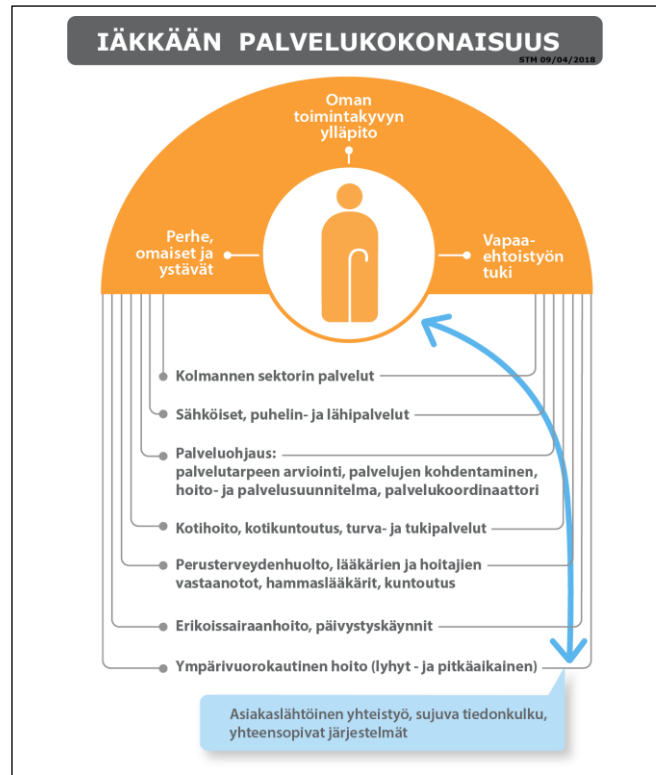 IÄKKÄÄN PALVELUKOKONAISUUS
STM 09/04/2018
Oman
toimintakyvyn
ylläpito
Perhe,
omaiset ja
ystävät
Vapaa-
ehtoistyön
tuki
Kolmannen sektorin palvelut
Sähköiset, puhelin- ja lähipalvelut
Palveluohjaus:
palvelutarpeen arviointi, palvelujen kohdentaminen,
hoito- ja palvelusuunnitelma, palvelukoordinaattori
Kotihoito, kotikuntoutus, turva- ja tukipalvelut
Perusterveydenhuolto, lääkärien ja hoitajien
vastaanotot, hammaslääkärit, kuntoutus
Erikoissairaanhoito, päivystyskäynnit
Ympärivuorokautinen hoito (lyhyt - ja pitkäaikainen)
Asiakaslähtöinen yhteistyö, sujuva tiedonkulku,
yhteensopivat järjestelmät